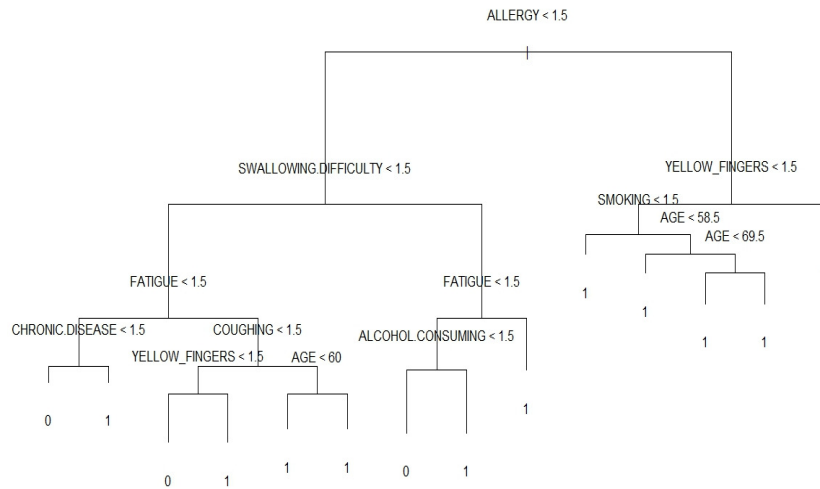 ALLERGY < 1.5
SWALLOWING.DIFFICULTY < 1.5
YELLOW_FINGERS < 1.5
SMOKING < 1.5
AGE < 58.5
AGE < 69.5
FATIGUE < 1.5
FATIGUE < 1.5
1
1
CHRONIC.DISEASE < 1.5
COUGHING < 1.5
ALCOHOL.CONSUMING < 1.5
1
1
YELLOW_FINGERS < 1.5
AGE < 60
1
0
1
1
1
0
1
0
1